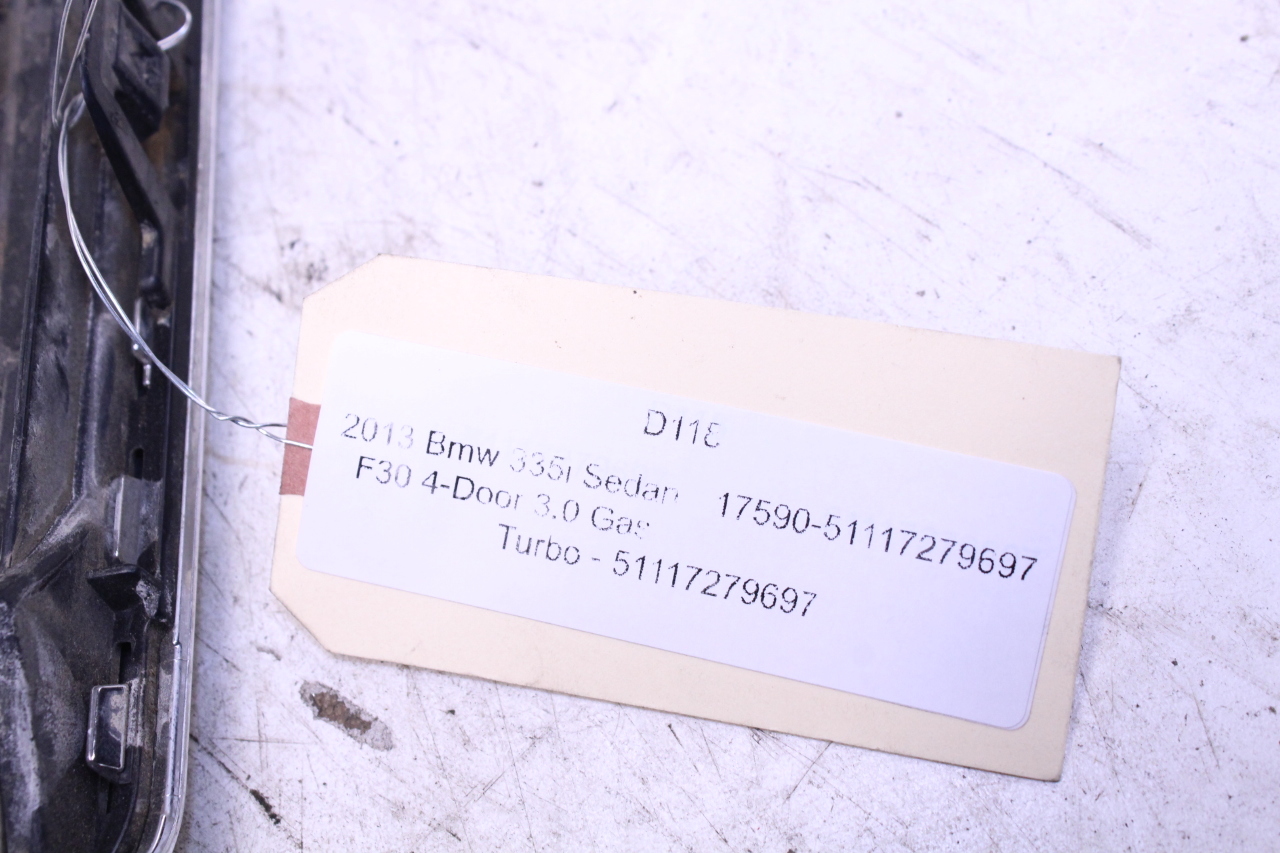 D118
2013 Bmw 335i Sedan
F30 4-Door 3.0 Gas
Turbo - 51117279697
17590-51117279697